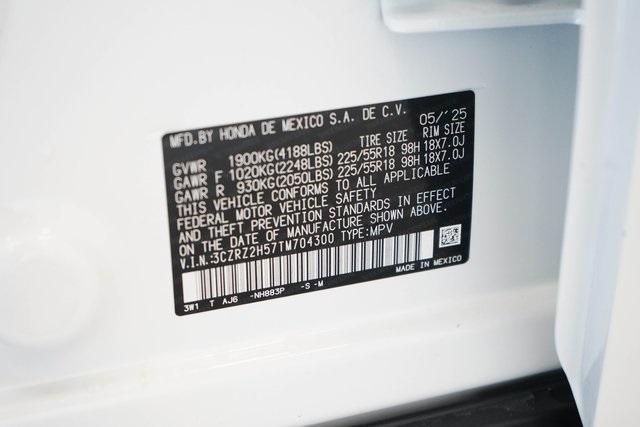 MFD.BY HONDA DE MEXICO S.A. DE C.V. 05/'25
TIRE SIZE RIM SIZE
GVWR 1900KG(4188LBS)
GAWR F 1020KG(2248LBS) 225/55R18 98H 18X7.0J
GAWR R 930KG(2050LBS) 225/55R18 98H 18X7.0J
THIS VEHICLE CONFORMS TO ALL APPLICABLE
FEDERAL MOTOR VEHICLE SAFETY
AND THEFT PREVENTION STANDARDS IN EFFECT
ON THE DATE OF MANUFACTURE SHOWN ABOVE.
V.I.N.:3CZRZ2H57TM704300 TYPE:MPV
MADE IN MEXICO
3W1 T AJ6 -NH883P -S -M